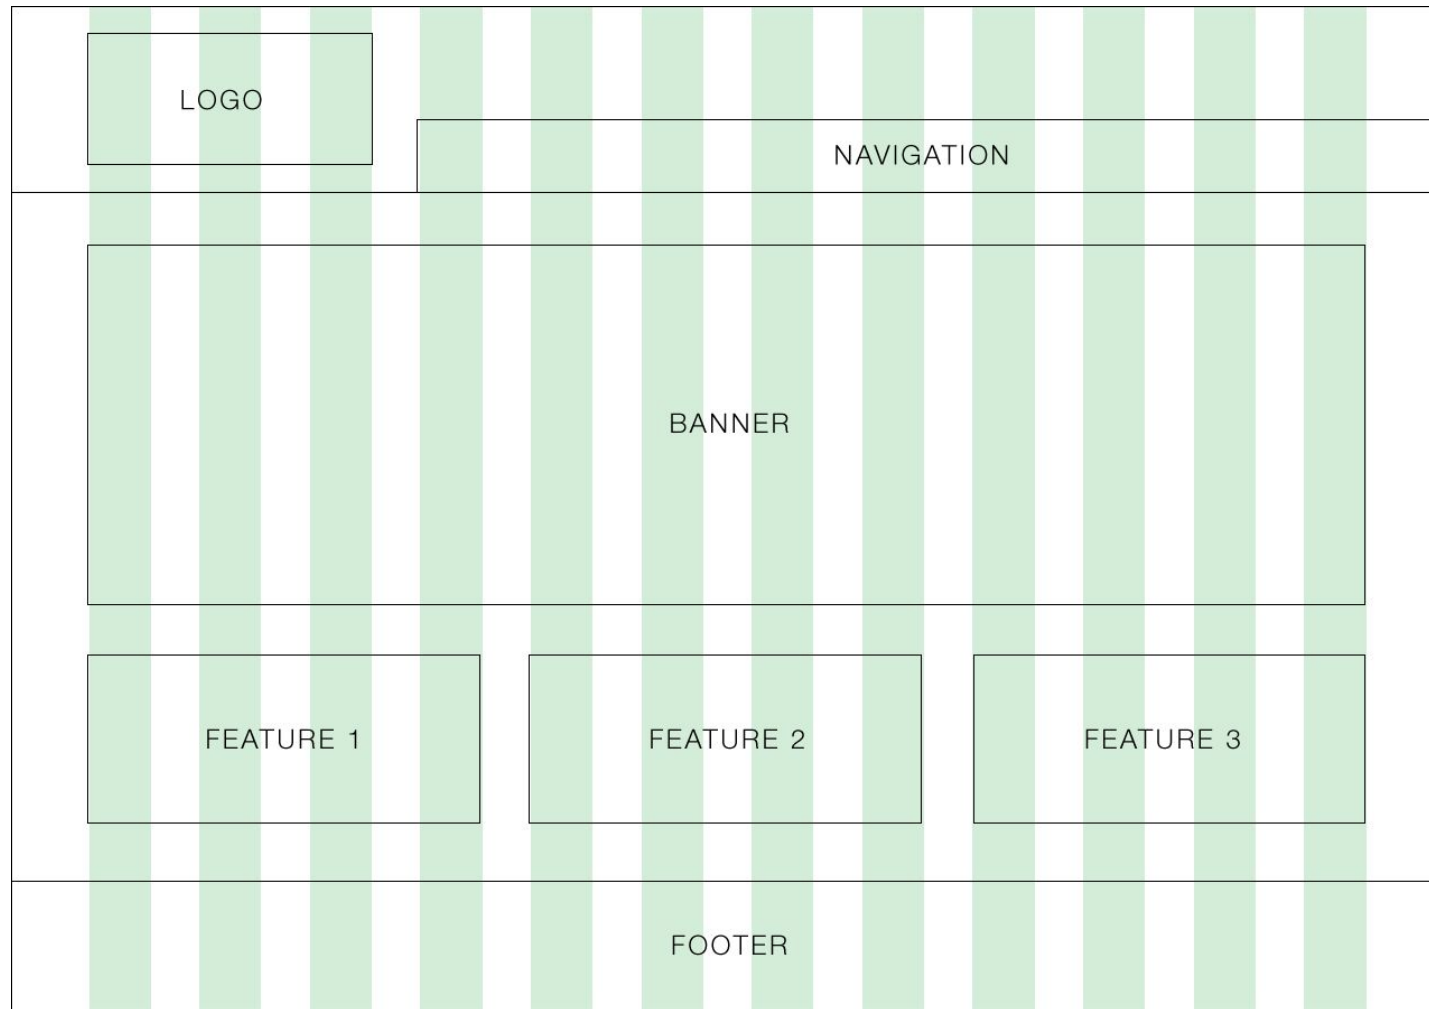 LOGO
NAVIGATION
BANNER
FEATURE 1
FEATURE 2
FEATURE 3
FOOTER